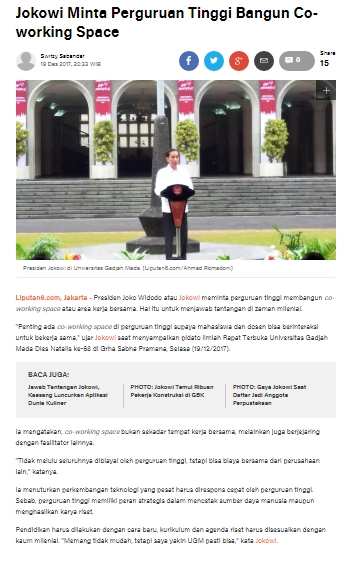 Jokowi Minta Perguruan Tinggi Bangun Co-
working Space
Switzy Sabandar
19 Des 2017, 20:33 WIB
0
Share
15
Presiden Jokowi di Universitas Gadjah Mada. (Liputan6.com/Ahmad Romadoni)
Liputan6.com, Jakarta - Presiden Joko Widodo atau Jokowi meminta perguruan tinggi membangun co-
working space atau area kerja bersama. Hal itu untuk menjawab tantangan di zaman milenial.
"Penting ada co-working space di perguruan tinggi supaya mahasiswa dan dosen bisa berinteraksi
untuk bekerja sama," ujar Jokowi saat menyampaikan pidato ilmiah Rapat Terbuka Universitas Gadjah
Mada Dies Natalis ke-68 di Grha Sabha Pramana, Selasa (19/12/2017).
BACA JUGA:
Jawab Tantangan Jokowi,
Kaesang Luncurkan Aplikasi
Dunia Kuliner
PHOTO: Jokowi Temui Ribuan
Pekerja Konstruksi di GBK
PHOTO: Gaya Jokowi Saat
Daftar Jadi Anggota
Perpustakaan
Ia mengatakan, co-working space bukan sekadar tempat kerja bersama, melainkan juga berjejaring
dengan fasilitator lainnya.
"Tidak melulu seluruhnya dibiayai oleh perguruan tinggi, tetapi bisa biaya bersama dari perusahaan
lain," katanya.
Ia menuturkan perkembangan teknologi yang pesat harus direspons cepat oleh perguruan tinggi.
Sebab, perguruan tinggi memiliki peran strategis dalam mencetak sumber daya manusia maupun
menghasilkan karya riset.
Pendidikan harus dilakukan dengan cara baru, kurikulum dan agenda riset harus disesuaikan dengan
kaum milenial. "Memang tidak mudah, tetapi saya yakin UGM pasti bisa," kata Jokowi.